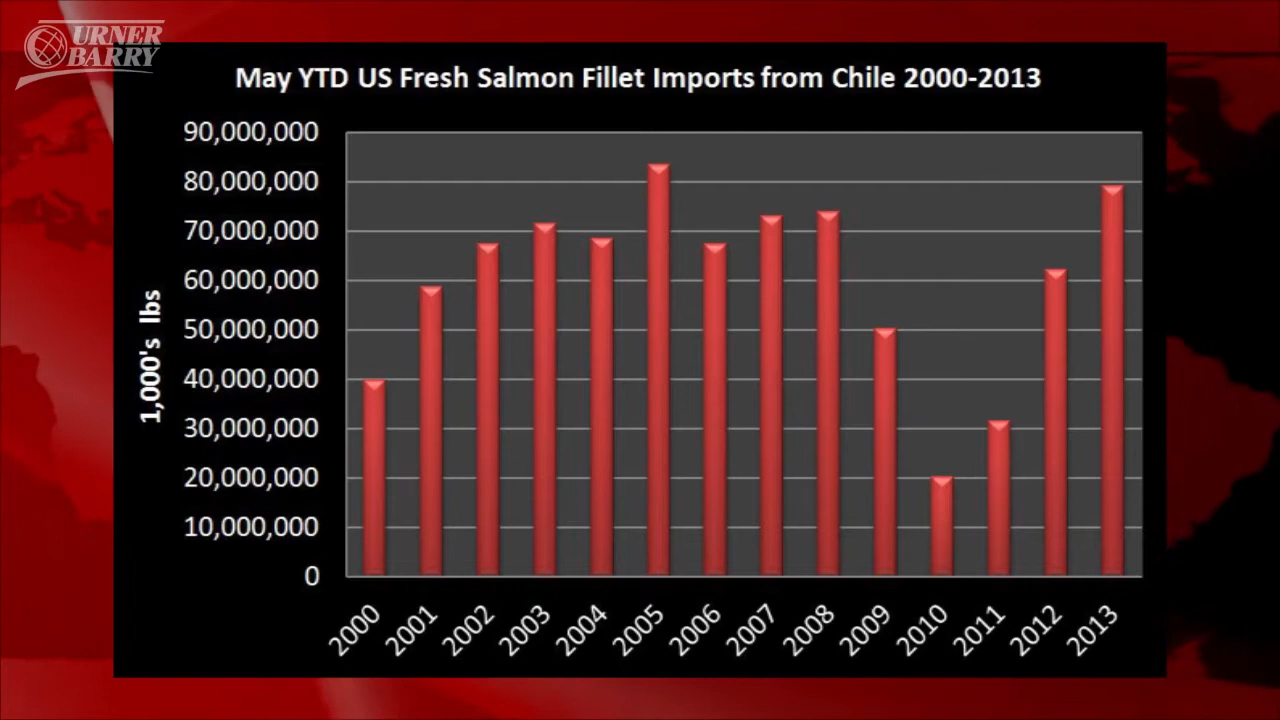 URNER
BARRY
May YTD US Fresh Salmon Fillet Imports from Chile 2000-2013
1,000's lbs
90,000,000
80,000,000
70,000,000
60,000,000
50,000,000
40,000,000
30,000,000
20,000,000
10,000,000
0
2000 2001 2002 2003 2004 2005 2006 2007 2008 2009 2010 2011 2012 2013